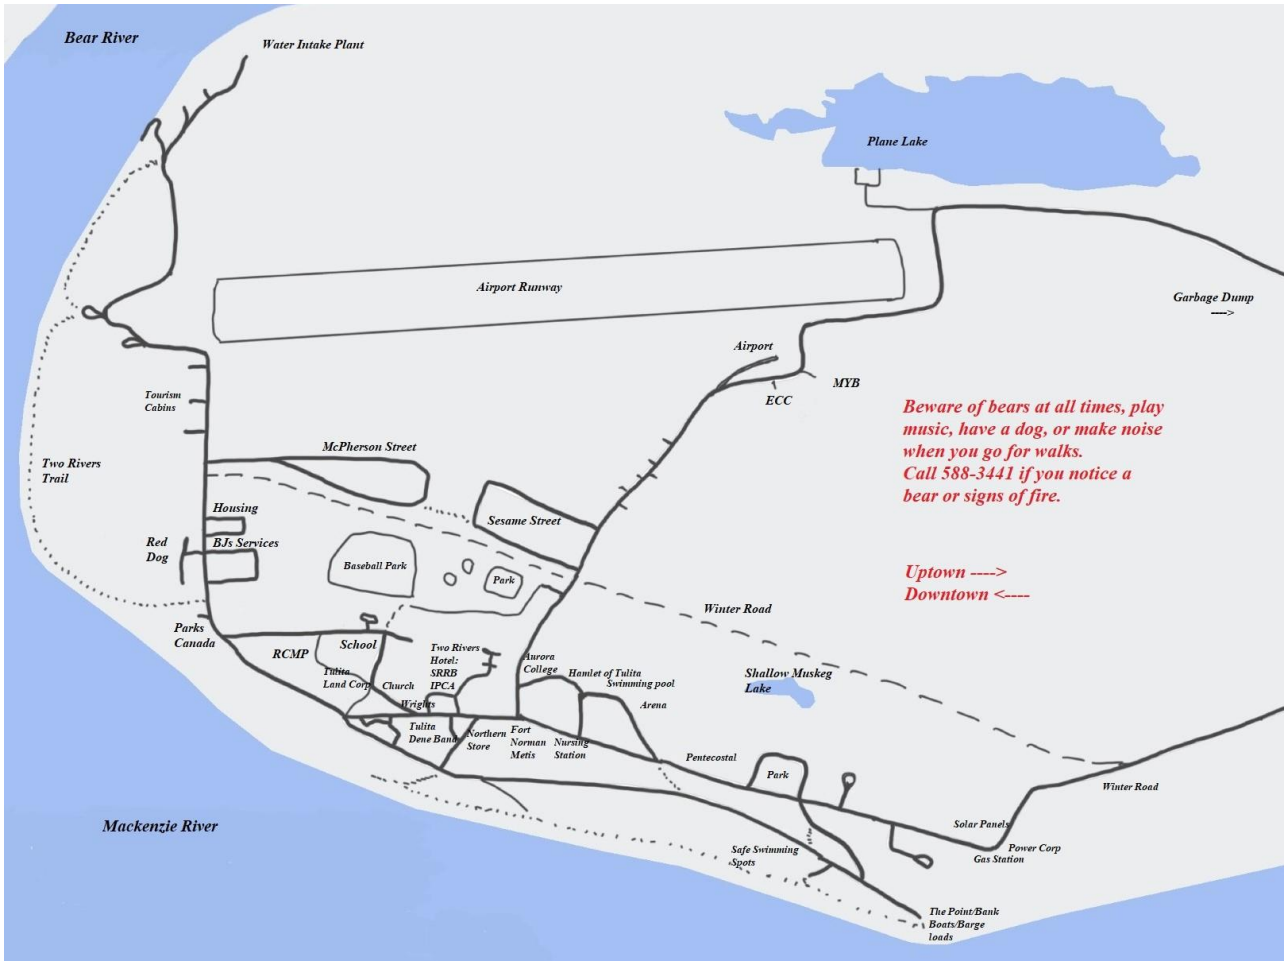 Bear River
Water Intake Plant
Plane Lake
Airport Runway
Garbage Dump
---->
Airport
MYB
ECC
Tourism
Cabins
Beware of bears at all times, play
music, have a dog, or make noise
when you go for walks.
Call 588-3441 if you notice a
bear or signs of fire.
McPherson Street
Two Rivers
Trail
Housing
Sesame Street
Red
Dog
BJs Services
Baseball Park
Park
Uptown ---->
Downtown <----
Winter Road
Parks
Canada
RCMP
School
Two Rivers
Hotel:
SRRB
IPCA
Aurora
College
Hamlet of Tulita
Swimming pool
Arena
Shallow Muskeg
Lake
Tulita
Land Corp
Church
Wrights
Tulita
Dene Band
Northern
Store
Fort
Norman
Metis
Nursing
Station
Pentecostal
Park
Winter Road
Mackenzie River
Solar Panels
Power Corp
Gas Station
Safe Swimming
Spots
The Point/Bank
Boats/Barge
loads